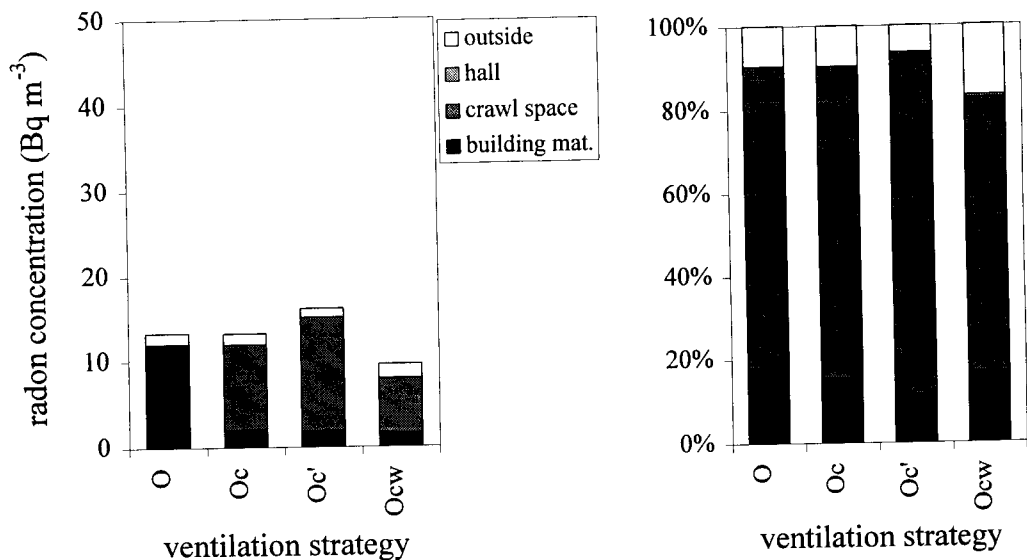 radon concentration (Bq m⁻³)
50
40
30
20
10
0
O
Oc
Oc'
Ocw
ventilation strategy
outside
hall
crawl space
building mat.
100%
80%
60%
40%
20%
0%
O
Oc
Oc'
Ocw
ventilation strategy